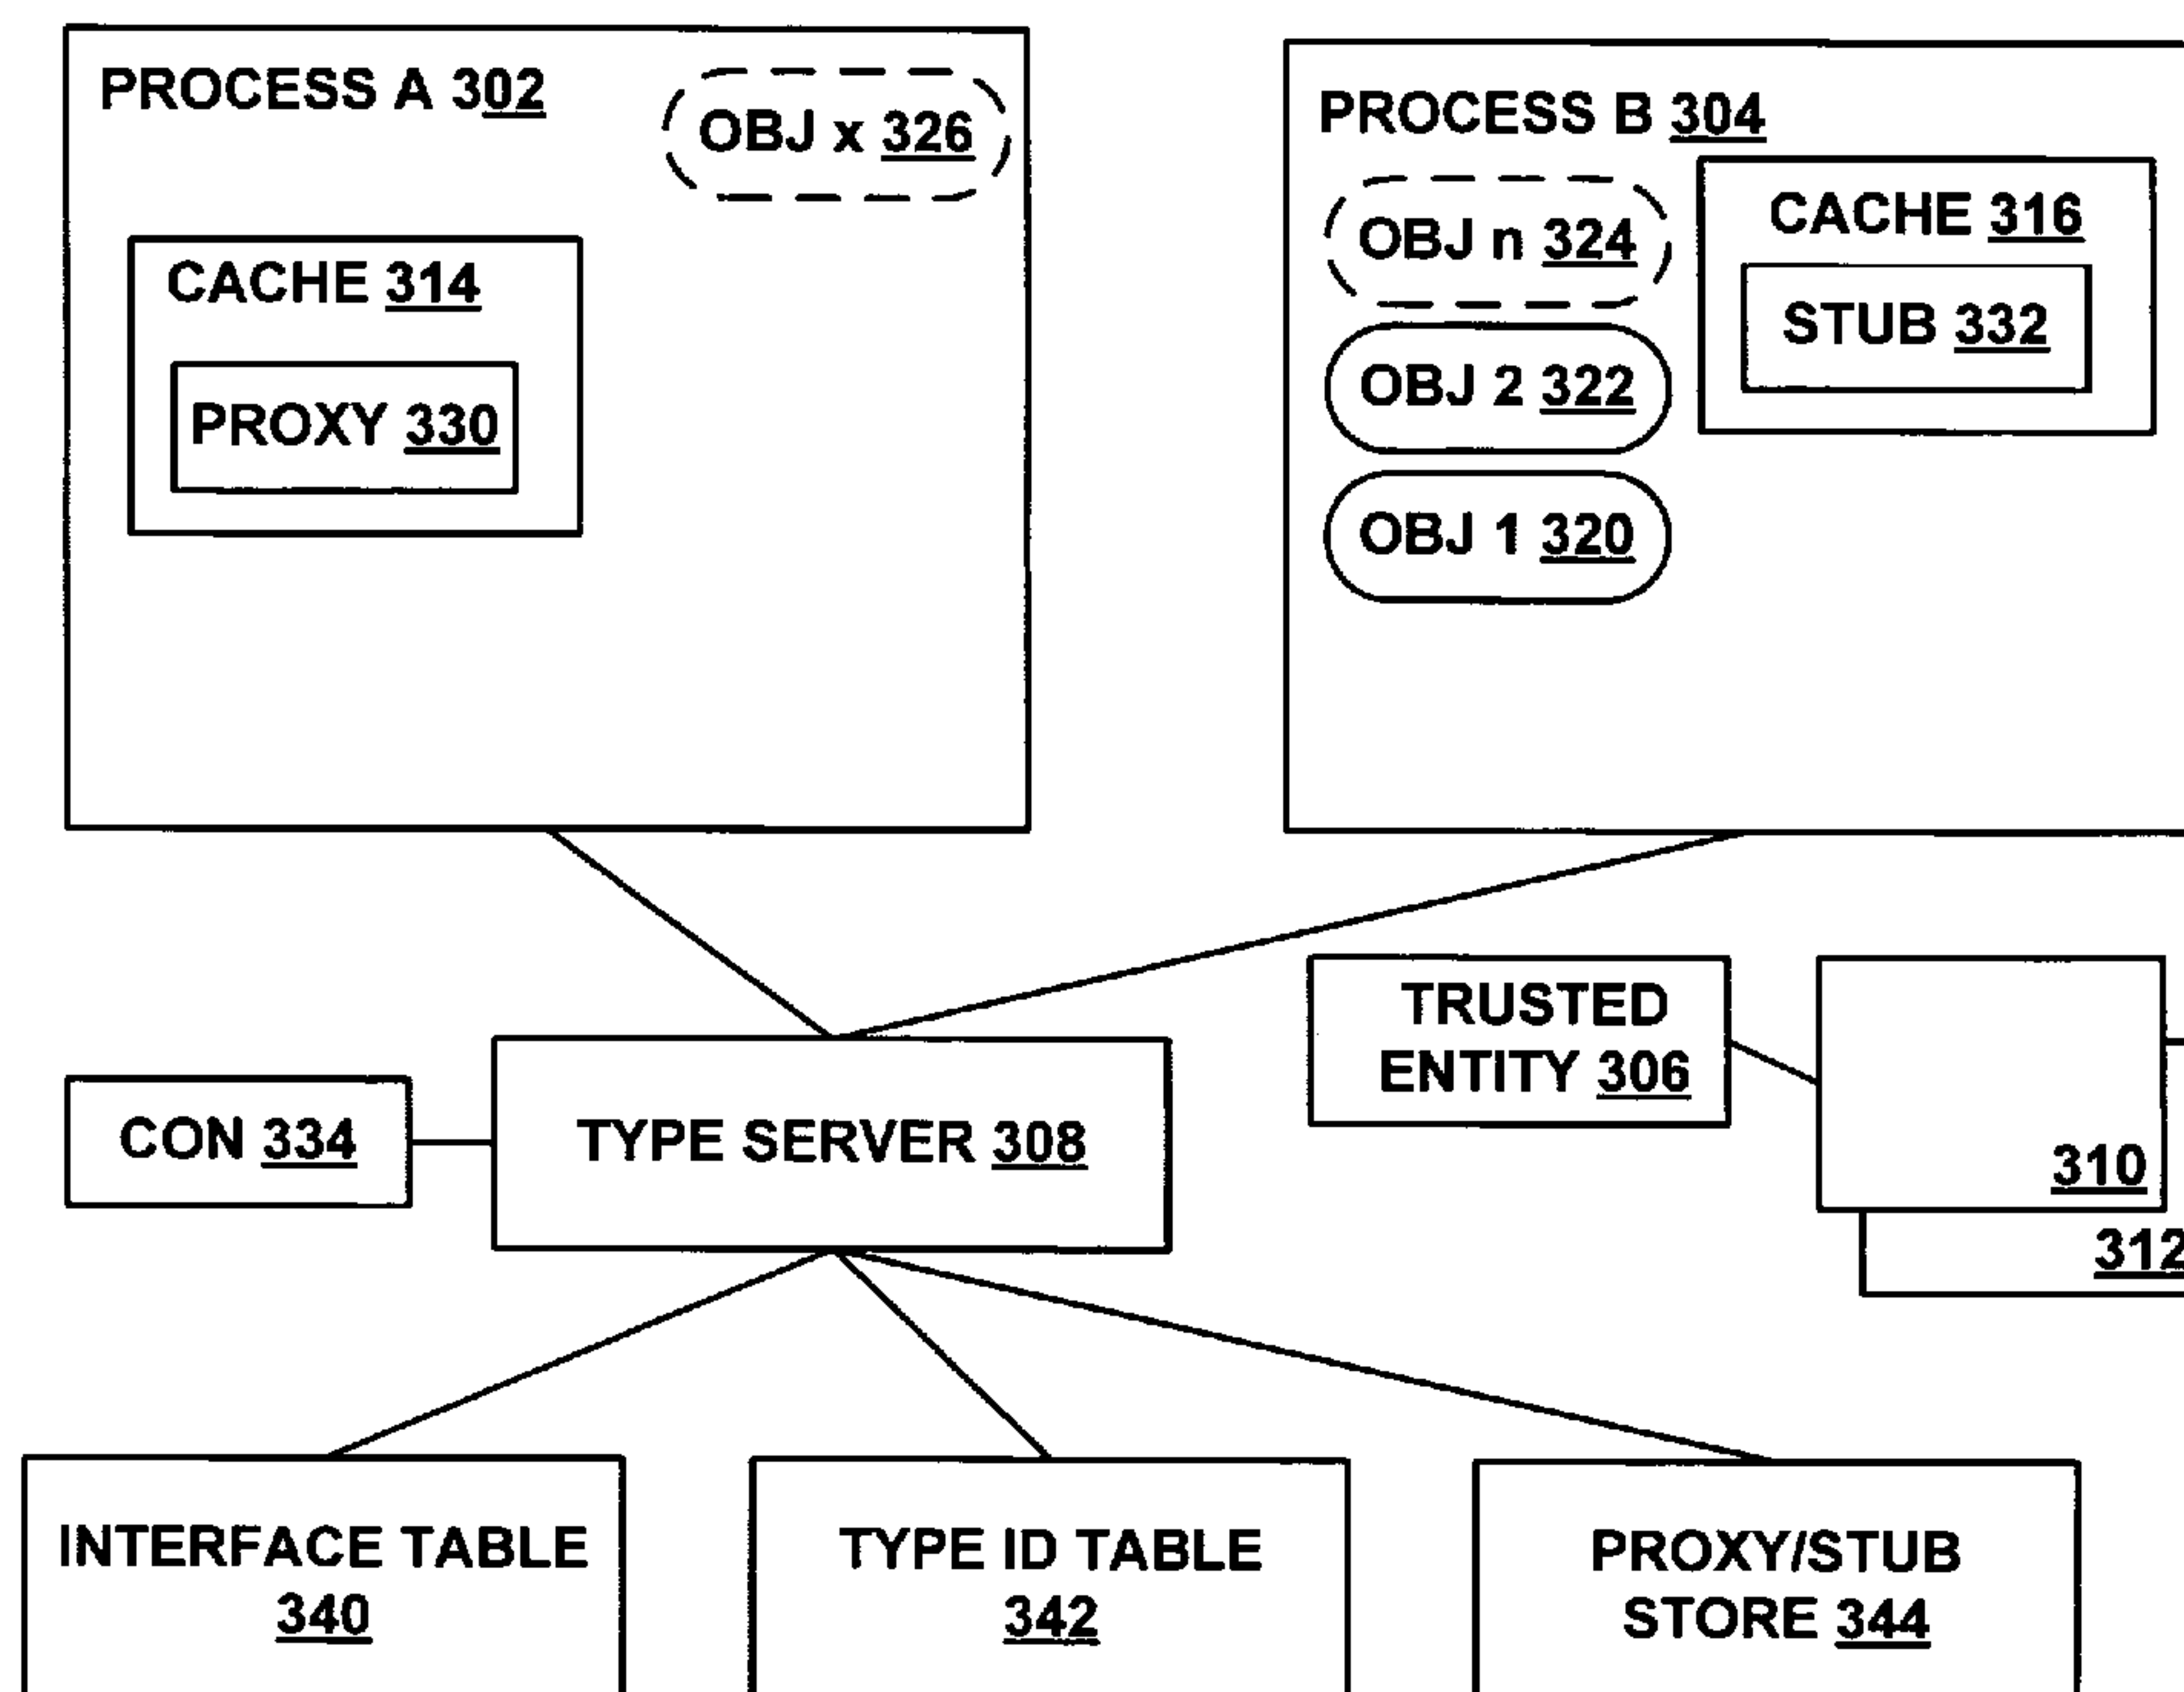 PROCESS A 302
OBJ x 326
CACHE 314
PROXY 330
PROCESS B 304
OBJ n 324
OBJ 2 322
OBJ 1 320
CACHE 316
STUB 332
TRUSTED
ENTITY 306
310
312
CON 334
TYPE SERVER 308
INTERFACE TABLE
340
TYPE ID TABLE
342
PROXY/STUB
STORE 344